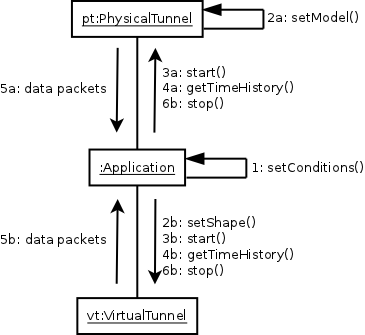 pt:PhysicalTunnel
2a: setModel()
5a: data packets
3a: start()
4a: getTimeHistory()
6b: stop()
:Application
1: setConditions()
5b: data packets
2b: setShape()
3b: start()
4b: getTimeHistory()
6b: stop()
vt:VirtualTunnel